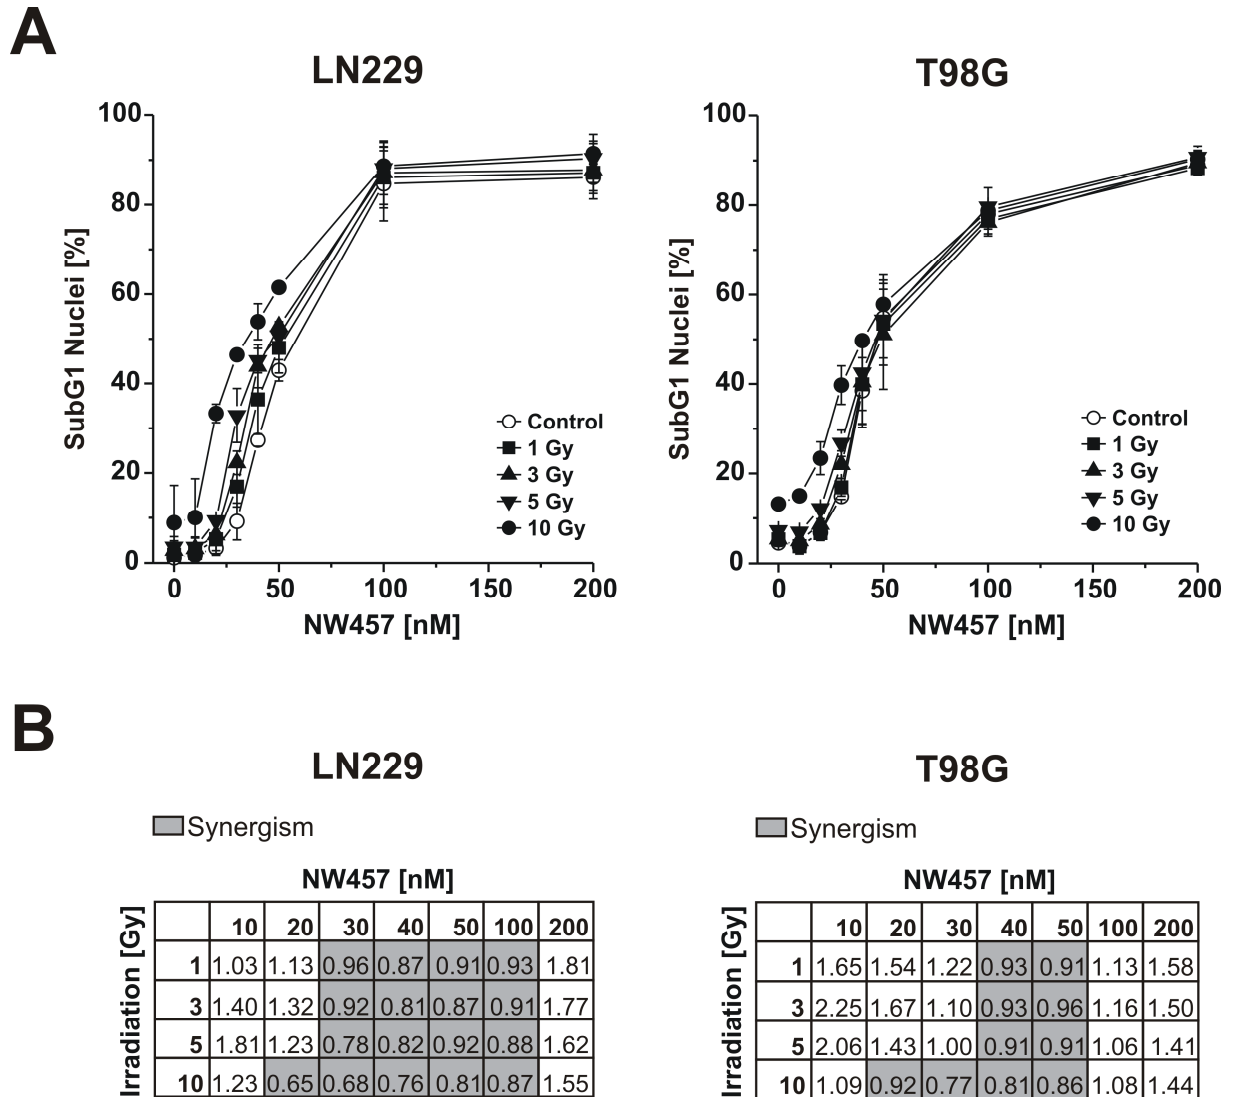 A
LN229
T98G
100
80
60
40
20
0
SubG1 Nuclei [%]
Control
1 Gy
3 Gy
5 Gy
10 Gy
0 50 100 150 200
NW457 [nM]
100
80
60
40
20
0
SubG1 Nuclei [%]
Control
1 Gy
3 Gy
5 Gy
10 Gy
0 50 100 150 200
NW457 [nM]
B
LN229
Synergism
NW457 [nM]
Irradiation [Gy]
10 20 30 40 50 100 200
1 1.03 1.13 0.96 0.87 0.91 0.93 1.81
3 1.40 1.32 0.92 0.81 0.87 0.91 1.77
5 1.81 1.23 0.78 0.82 0.92 0.88 1.62
10 1.23 0.65 0.68 0.76 0.81 0.87 1.55
T98G
Synergism
NW457 [nM]
Irradiation [Gy]
10 20 30 40 50 100 200
1 1.65 1.54 1.22 0.93 0.91 1.13 1.58
3 2.25 1.67 1.10 0.93 0.96 1.16 1.50
5 2.06 1.43 1.00 0.91 0.91 1.06 1.41
10 1.09 0.92 0.77 0.81 0.86 1.08 1.44